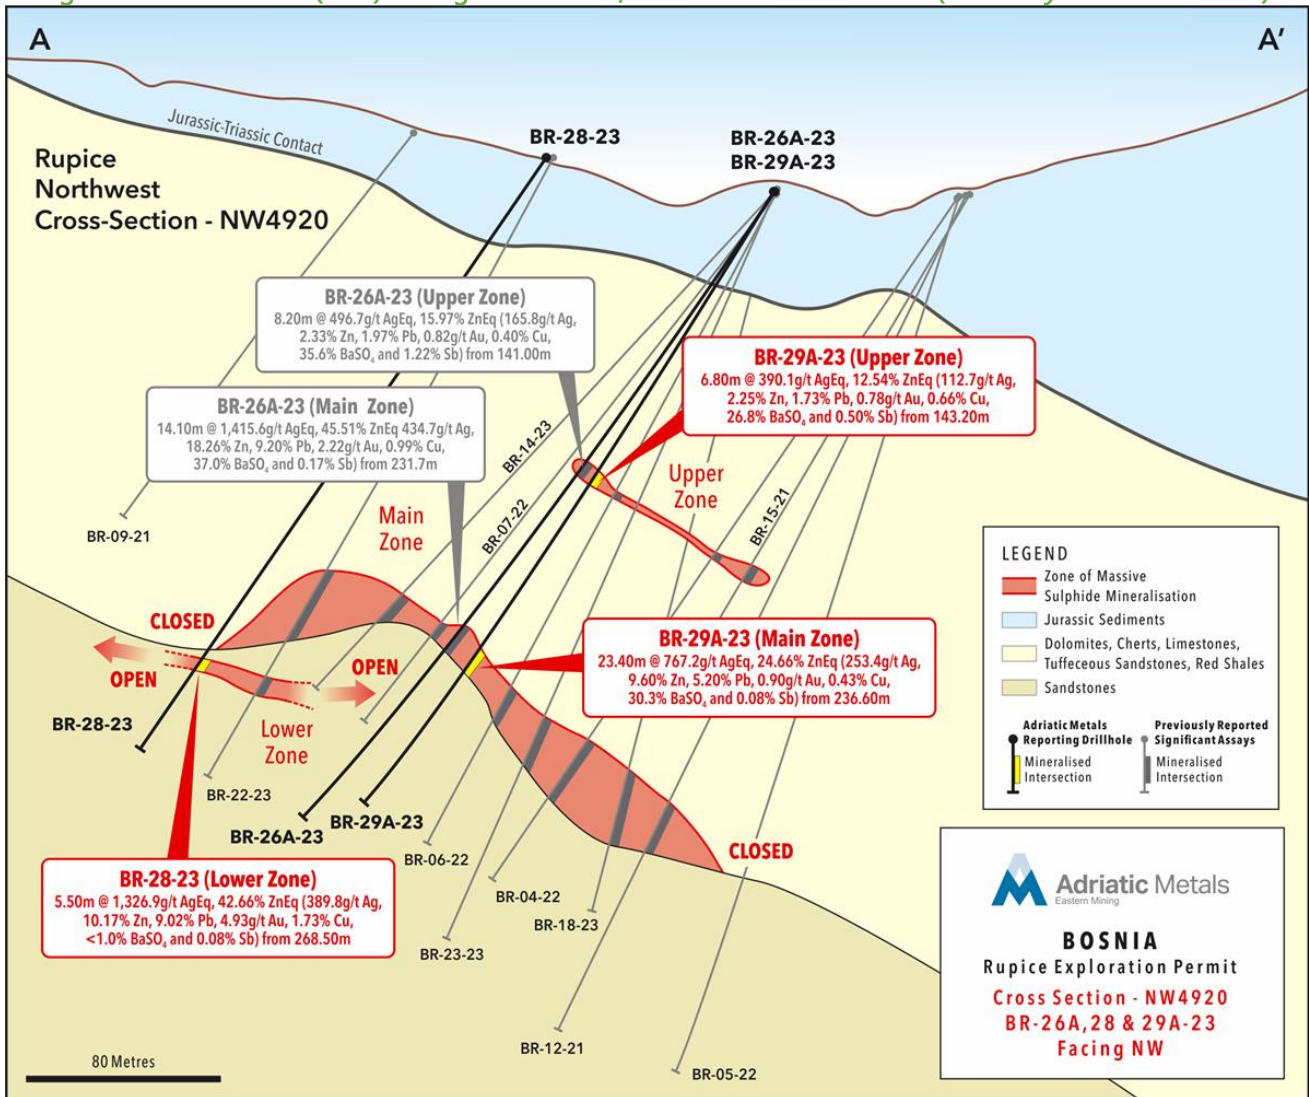 A
A'
Jurassic-Triassic Contact
BR-28-23
BR-26A-23
BR-29A-23
Rupice
Northwest
Cross-Section - NW4920
BR-26A-23 (Upper Zone)
8.20m @ 496.7g/t AgEq, 15.97% ZnEq (165.8g/t Ag,
2.33% Zn, 1.97% Pb, 0.82g/t Au, 0.40% Cu,
35.6% BaSO₄ and 1.22% Sb) from 141.00m
BR-29A-23 (Upper Zone)
6.80m @ 390.1g/t AgEq, 12.54% ZnEq (112.7g/t Ag,
2.25% Zn, 1.73% Pb, 0.78g/t Au, 0.66% Cu,
26.8% BaSO₄ and 0.50% Sb) from 143.20m
BR-26A-23 (Main Zone)
14.10m @ 1,415.6g/t AgEq, 45.51% ZnEq 434.7g/t Ag,
18.26% Zn, 9.20% Pb, 2.22g/t Au, 0.99% Cu,
37.0% BaSO₄ and 0.17% Sb) from 231.7m
BR-14-23
Upper
Zone
BR-15-21
BR-07-22
Main
Zone
BR-09-21
LEGEND
Zone of Massive
Sulphide Mineralisation
Jurassic Sediments
Dolomites, Cherts, Limestones,
Tuffeceous Sandstones, Red Shales
Sandstones
Adriatic Metals
Reporting Drillhole
Mineralised
Intersection
Previously Reported
Significant Assays
Mineralised
Intersection
CLOSED
OPEN
OPEN
BR-29A-23 (Main Zone)
23.40m @ 767.2g/t AgEq, 24.66% ZnEq (253.4g/t Ag,
9.60% Zn, 5.20% Pb, 0.90g/t Au, 0.43% Cu,
30.3% BaSO₄ and 0.08% Sb) from 236.60m
BR-28-23
Lower
Zone
BR-22-23
BR-26A-23
BR-29A-23
BR-06-22
CLOSED
BR-28-23 (Lower Zone)
5.50m @ 1,326.9g/t AgEq, 42.66% ZnEq (389.8g/t Ag,
10.17% Zn, 9.02% Pb, 4.93g/t Au, 1.73% Cu,
<1.0% BaSO₄ and 0.08% Sb) from 268.50m
BR-04-22
BR-18-23
BR-23-23
BR-12-21
BR-05-22
80 Metres
Adriatic Metals
Eastern Mining
BOSNIA
Rupice Exploration Permit
Cross Section - NW4920
BR-26A,28 & 29A-23
Facing NW